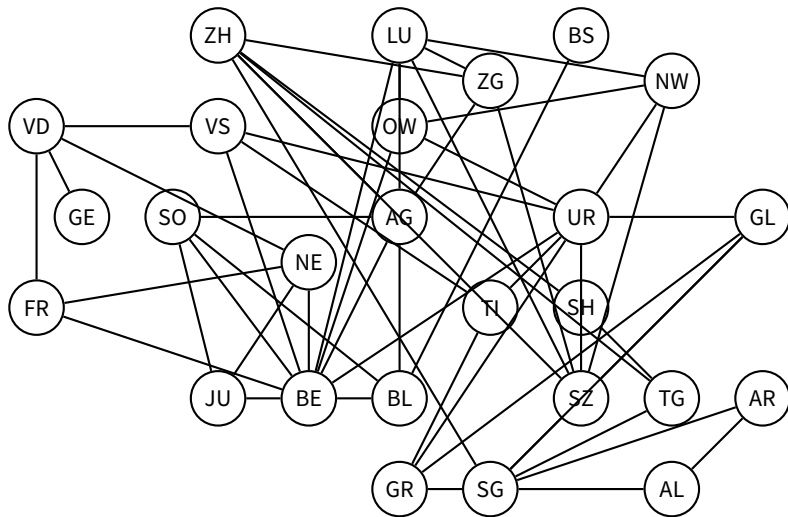 ZH LU BS
ZG NW
VD VS OW
GE SO AG UR GL
NE
FR TI SH
JU BE BL SZ TG AR
GR SG AL